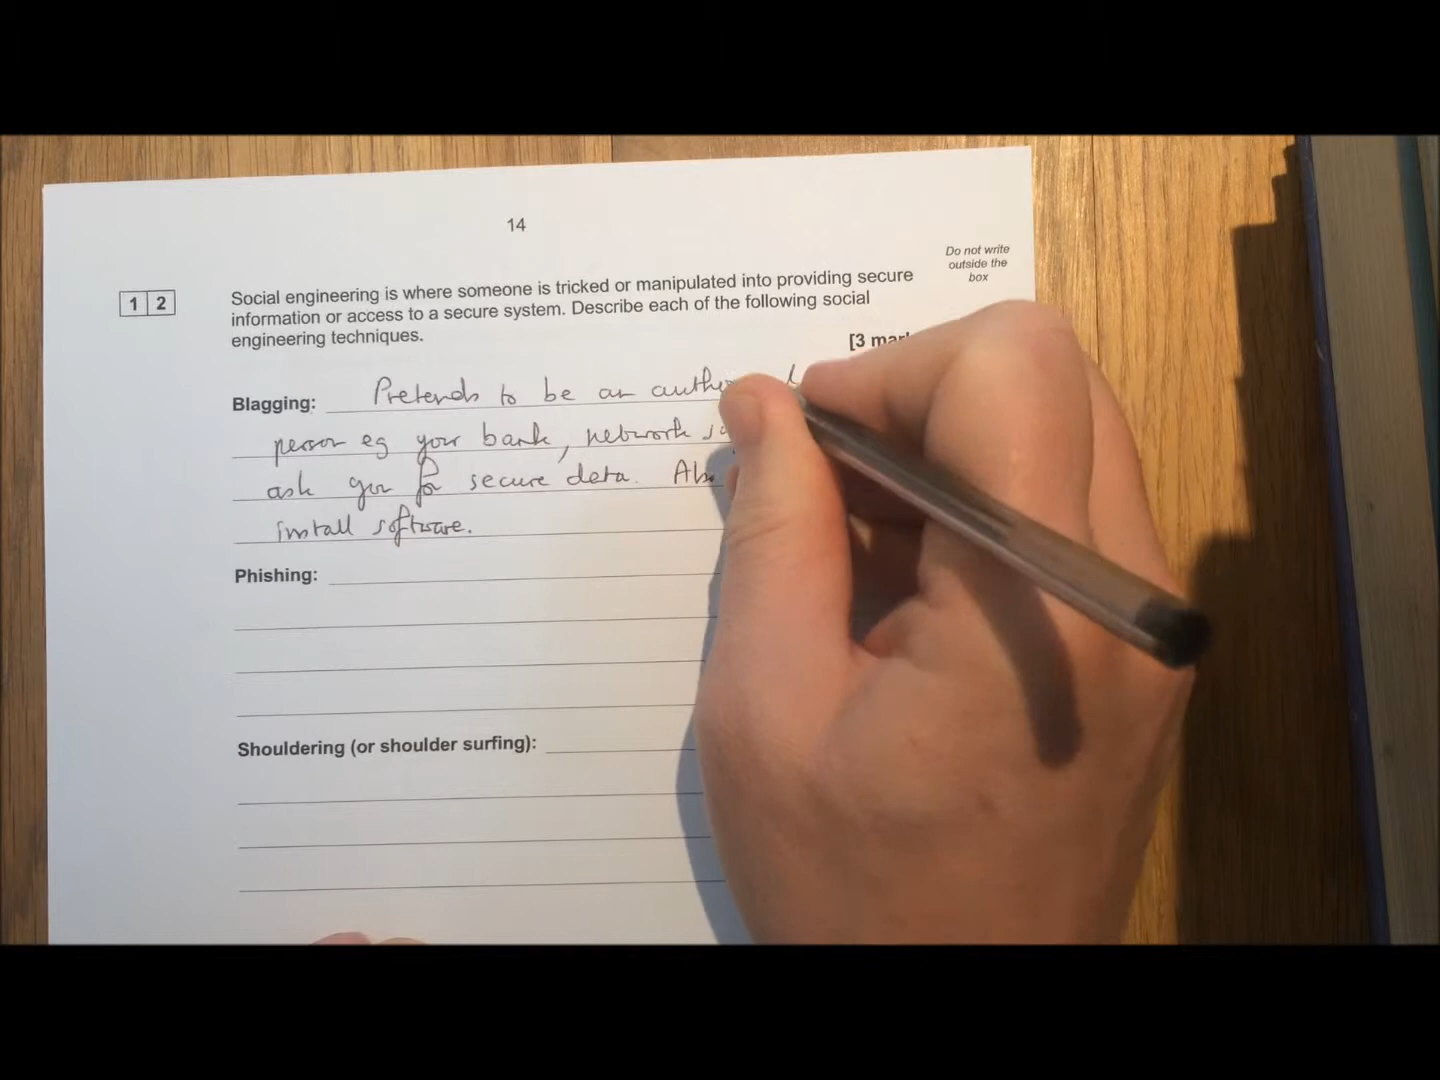 14
Do not write
outside the
box
1 2
Social engineering is where someone is tricked or manipulated into providing secure
information or access to a secure system. Describe each of the following social
engineering techniques.
[3
Blagging: Pretends to be an
person eg your bank, network
ask you for secure data.
install software.
Phishing:
Shouldering (or shoulder surfing):